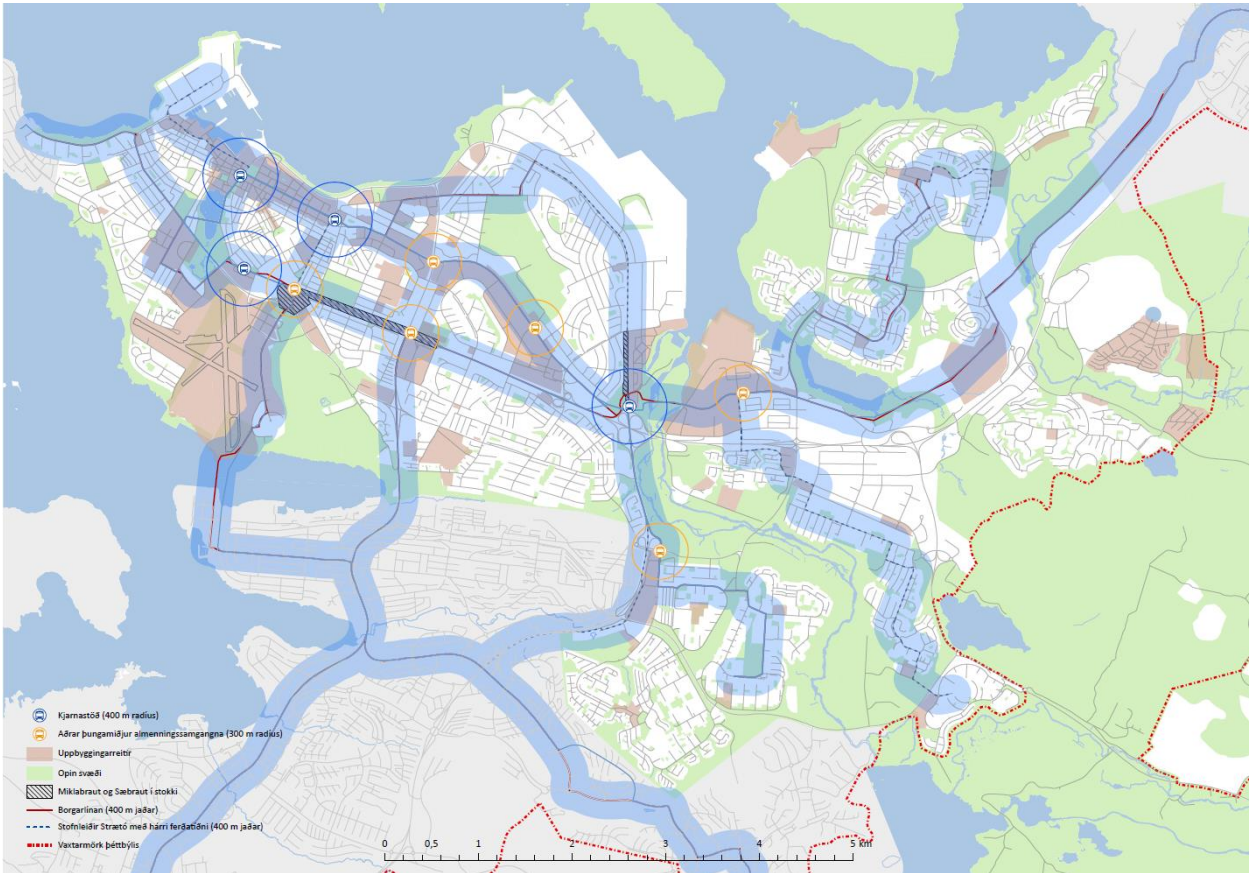 Kjarnastöð (400 m radíus)
Aðrar þungamiðjur almenningssamgangna (300 m radíus)
Uppbyggingarreitir
Opin svæði
Miklabraut og Sæbraut í stokki
Borgarlínan (400 m jaðar)
Stofnleiðir Strætó með hárri ferðatíðni (400 m jaðar)
Vaxtarmörk þéttbýlis
0 0,5 1 2 3 4 5 km